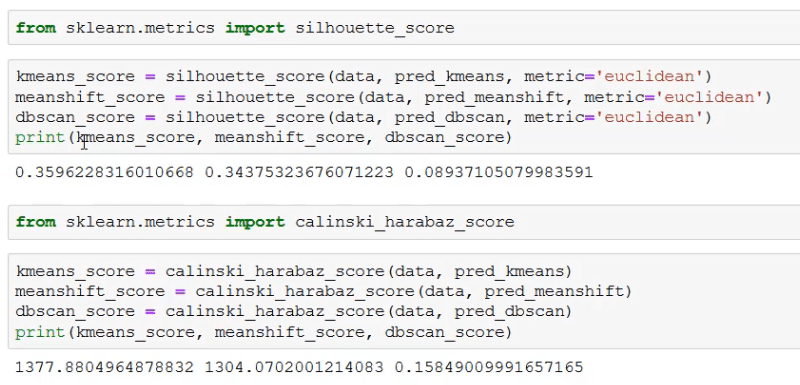 from sklearn.metrics import silhouette_score
kmeans_score = silhouette_score(data, pred_kmeans, metric='euclidean')
meanshift_score = silhouette_score(data, pred_meanshift, metric='euclidean')
dbscan_score = silhouette_score(data, pred_dbscan, metric='euclidean')
print(kmeans_score, meanshift_score, dbscan_score)
0.3596228316010668 0.34375323676071223 0.08937105079983591
from sklearn.metrics import calinski_harabaz_score
kmeans_score = calinski_harabaz_score(data, pred_kmeans)
meanshift_score = calinski_harabaz_score(data, pred_meanshift)
dbscan_score = calinski_harabaz_score(data, pred_dbscan)
print(kmeans_score, meanshift_score, dbscan_score)
1377.8804964878832 1304.0702001214083 0.15849009991657165